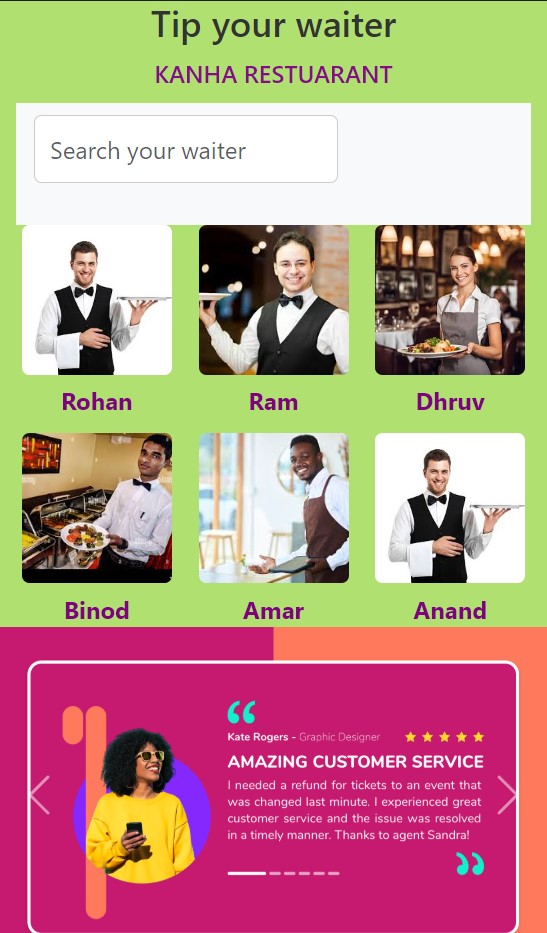 Tip your waiter
KANHA RESTUARANT
Search your waiter
Rohan Ram Dhruv
Binod Amar Anand
“
Kate Rogers - Graphic Designer
AMAZING CUSTOMER SERVICE
I needed a refund for tickets to an event that
was changed last minute. I experienced great
customer service and the issue was resolved
in a timely manner. Thanks to agent Sandra!
”